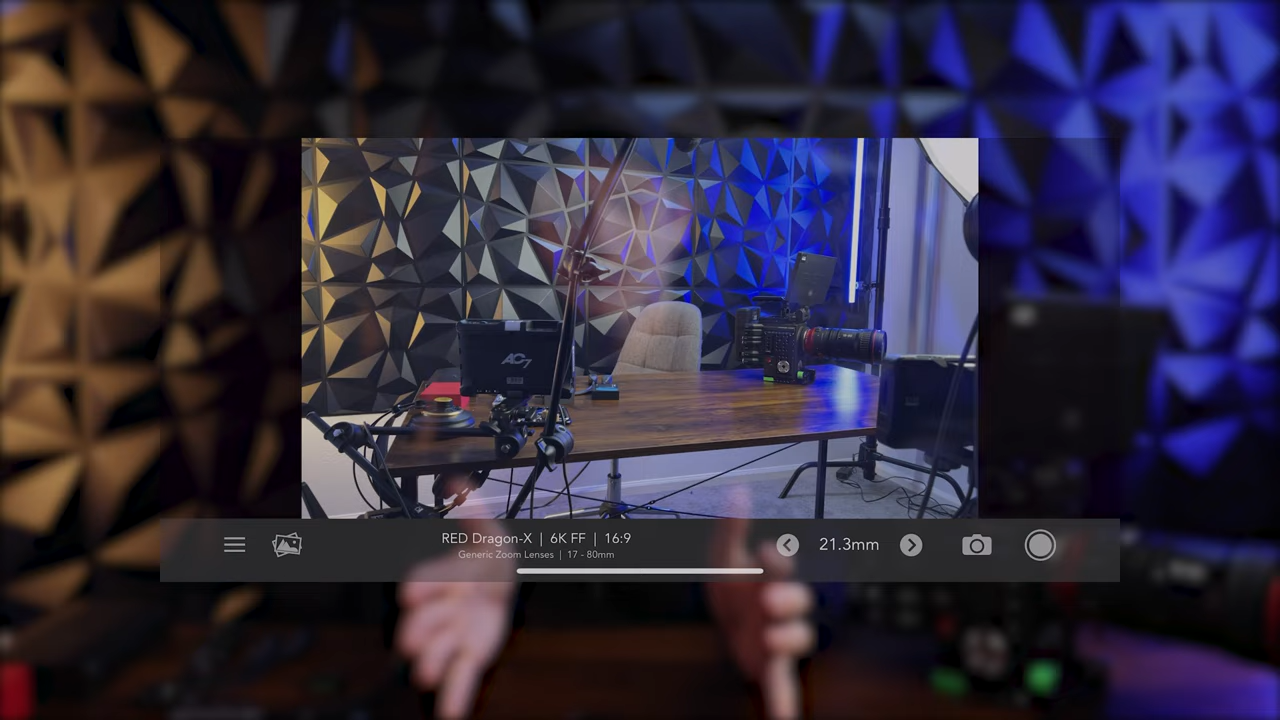 AC7
RED Dragon-X | 6K FF | 16:9
Generic Zoom Lenses | 17 - 80mm
21.3mm